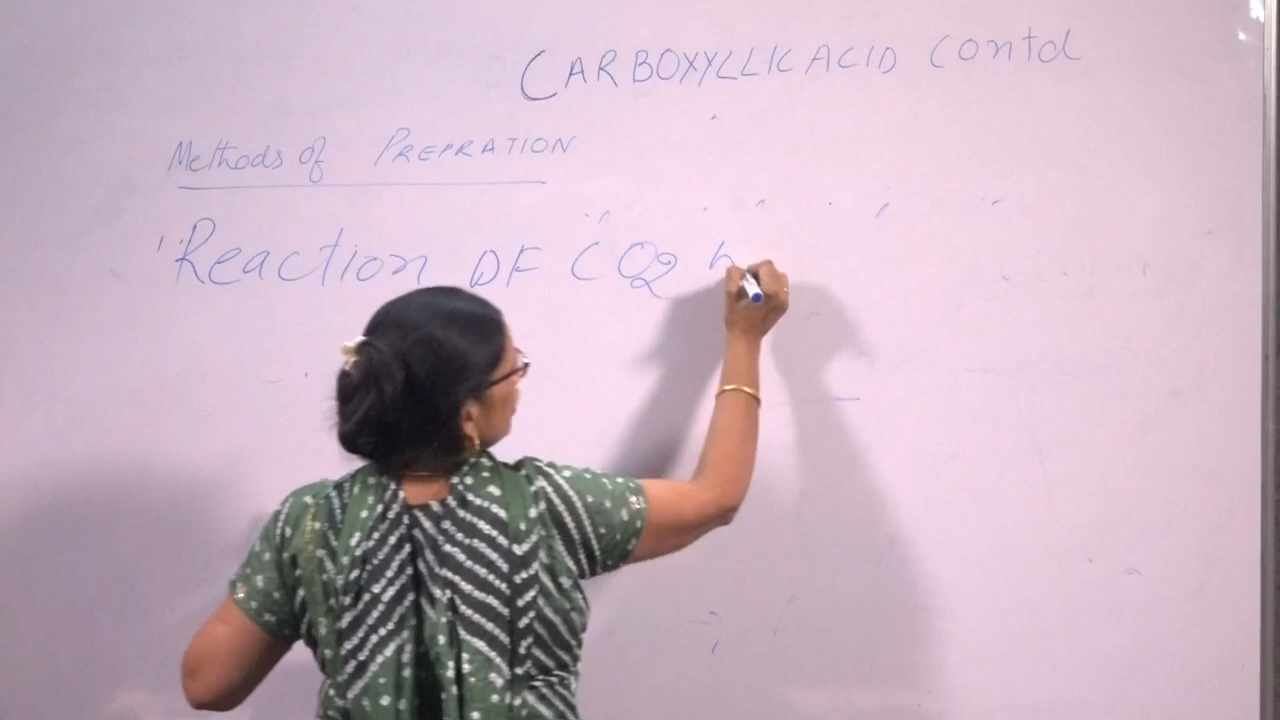 CARBOXYLLIC ACID Contd
Methods of PREPRATION
Reaction OF CO2